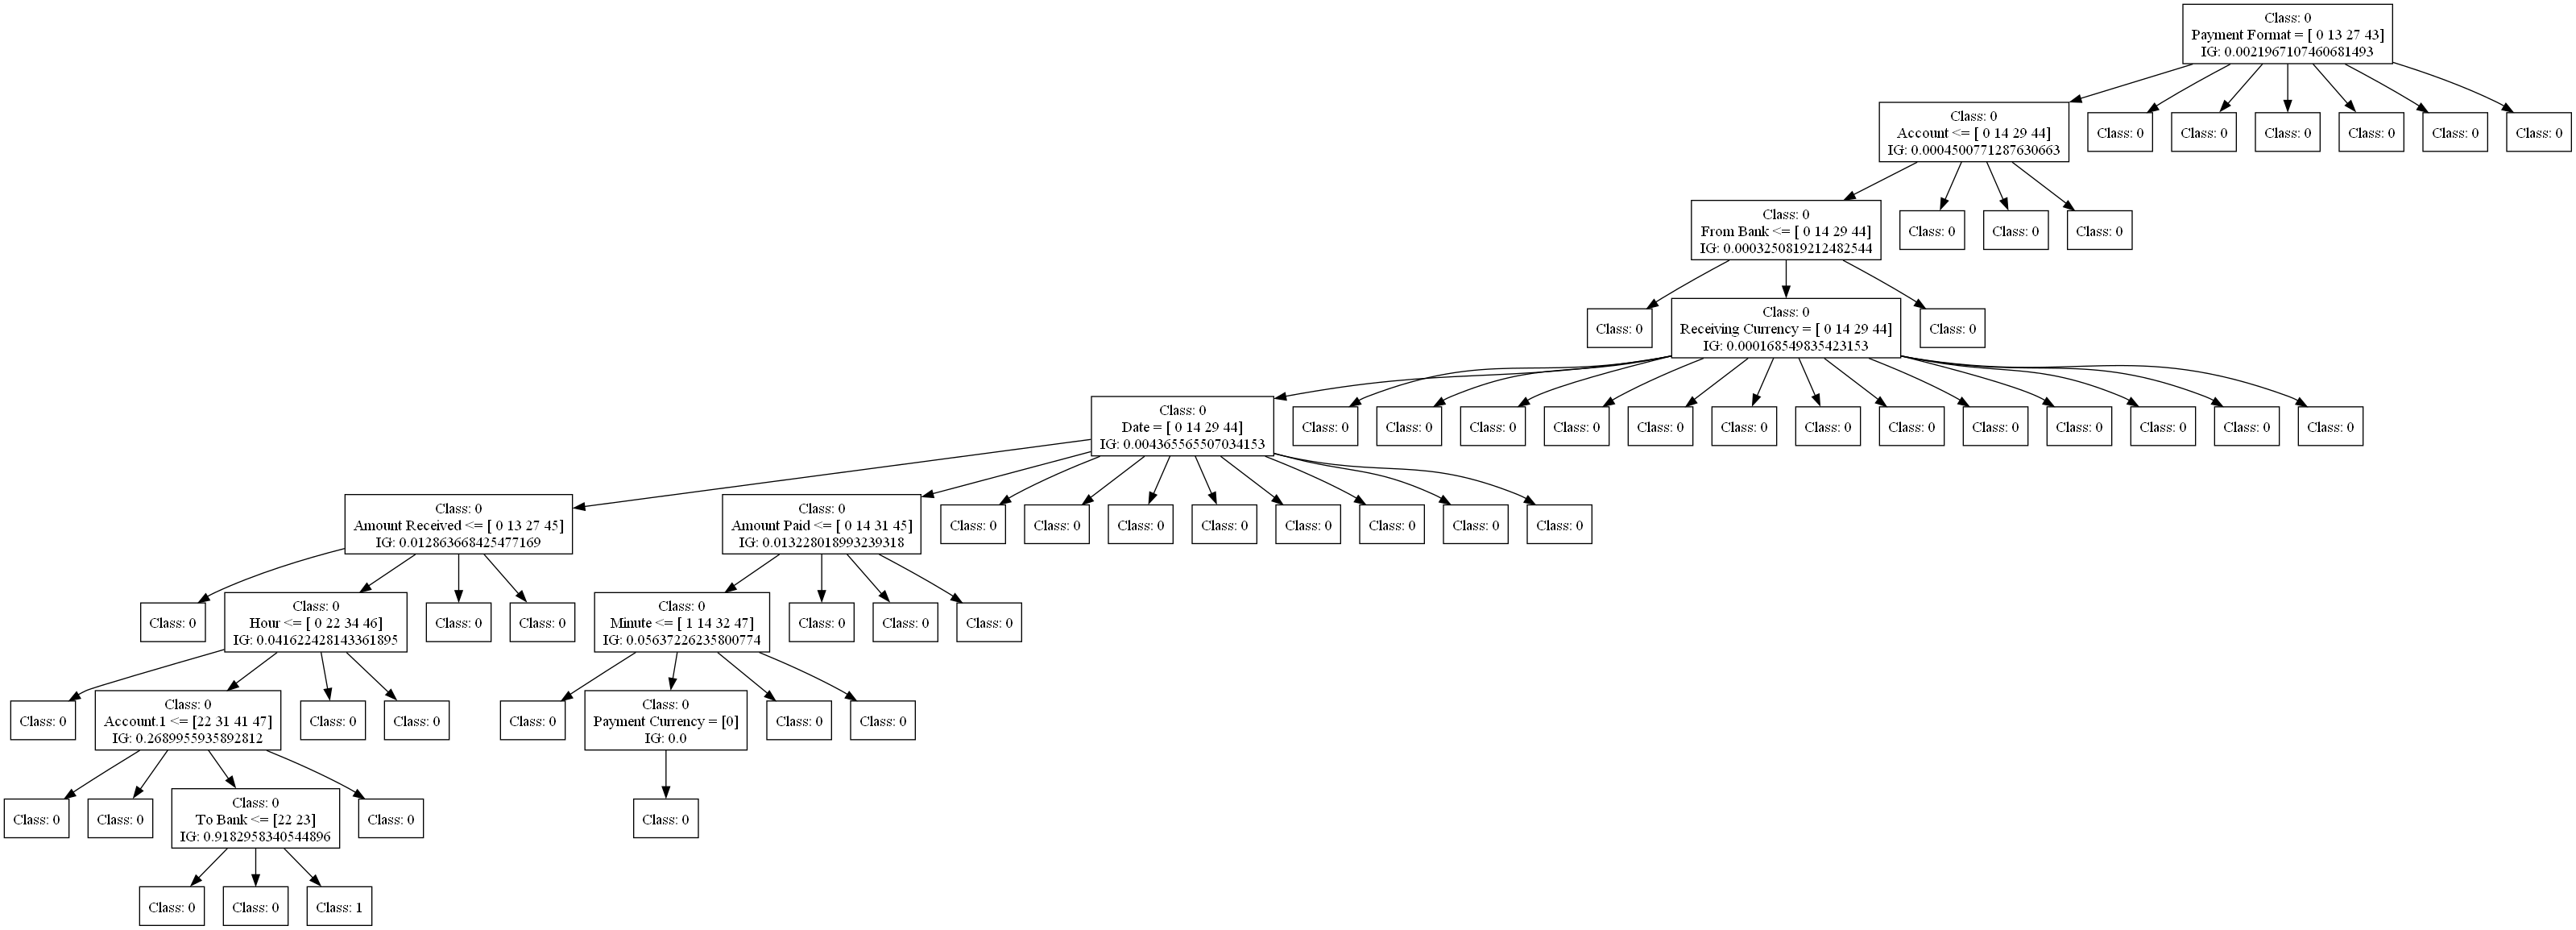 Class: 0
Payment Format = [ 0 13 27 43]
IG: 0.0021967107460681493
Class: 0
Account <= [ 0 14 29 44]
IG: 0.0004500771287630663
Class: 0
Class: 0
Class: 0
Class: 0
Class: 0
Class: 0
Class: 0
From Bank <= [ 0 14 29 44]
IG: 0.0003250819212482544
Class: 0
Class: 0
Class: 0
Class: 0
Class: 0
Receiving Currency = [ 0 14 29 44]
IG: 0.000168549835423153
Class: 0
Class: 0
Date = [ 0 14 29 44]
IG: 0.004365565507034153
Class: 0
Class: 0
Class: 0
Class: 0
Class: 0
Class: 0
Class: 0
Class: 0
Class: 0
Class: 0
Class: 0
Class: 0
Class: 0
Class: 0
Amount Received <= [ 0 13 27 45]
IG: 0.012863668425477169
Class: 0
Amount Paid <= [ 0 14 31 45]
IG: 0.013228018993239318
Class: 0
Class: 0
Class: 0
Class: 0
Class: 0
Class: 0
Class: 0
Class: 0
Class: 0
Class: 0
Hour <= [ 0 22 34 46]
IG: 0.041622428143361895
Class: 0
Class: 0
Class: 0
Minute <= [ 1 14 32 47]
IG: 0.05637226235800774
Class: 0
Class: 0
Class: 0
Class: 0
Class: 0
Account.1 <= [22 31 41 47]
IG: 0.2689955935892812
Class: 0
Class: 0
Class: 0
Class: 0
Payment Currency = [0]
IG: 0.0
Class: 0
Class: 0
Class: 0
Class: 0
Class: 0
To Bank <= [22 23]
IG: 0.9182958340544896
Class: 0
Class: 0
Class: 0
Class: 0
Class: 1